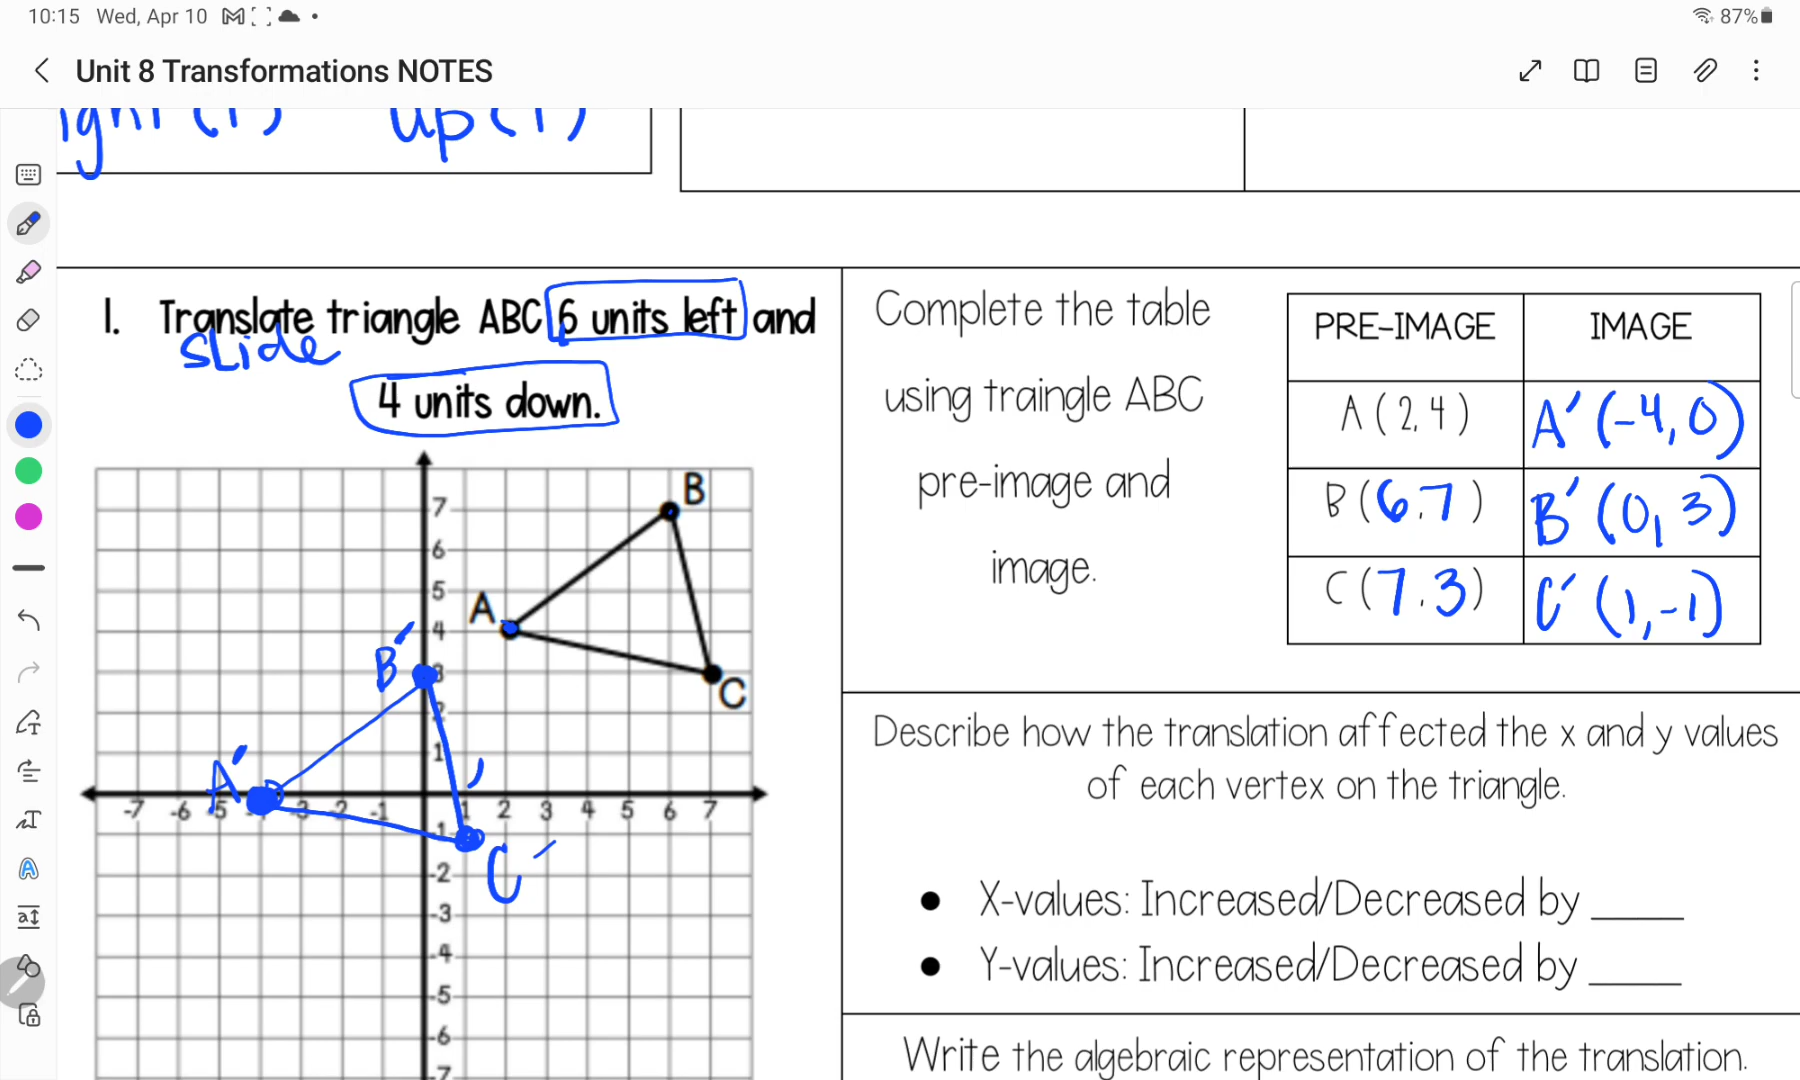 10:15 Wed, Apr 10
87%
Unit 8 Transformations NOTES
up (1)
1. Translate triangle ABC 6 units left and
slide
4 units down.
Complete the table
using traingle ABC
pre-image and
image.
PRE-IMAGE IMAGE
A (2,4) A' (-4,0)
B (6,7) B' (0,3)
C (7,3) C' (1,-1)
B
7
6
5
A 4
B' 3
C
2
1
A'
-7 -6 -5 -3 -2 -1 1 2 3 4 5 6 7
-1
-2 C'
-3
-4
-5
-6
-7
Describe how the translation affected the x and y values
of each vertex on the triangle.
● X-values: Increased/Decreased by ____
● Y-values: Increased/Decreased by ____
Write the algebraic representation of the translation.